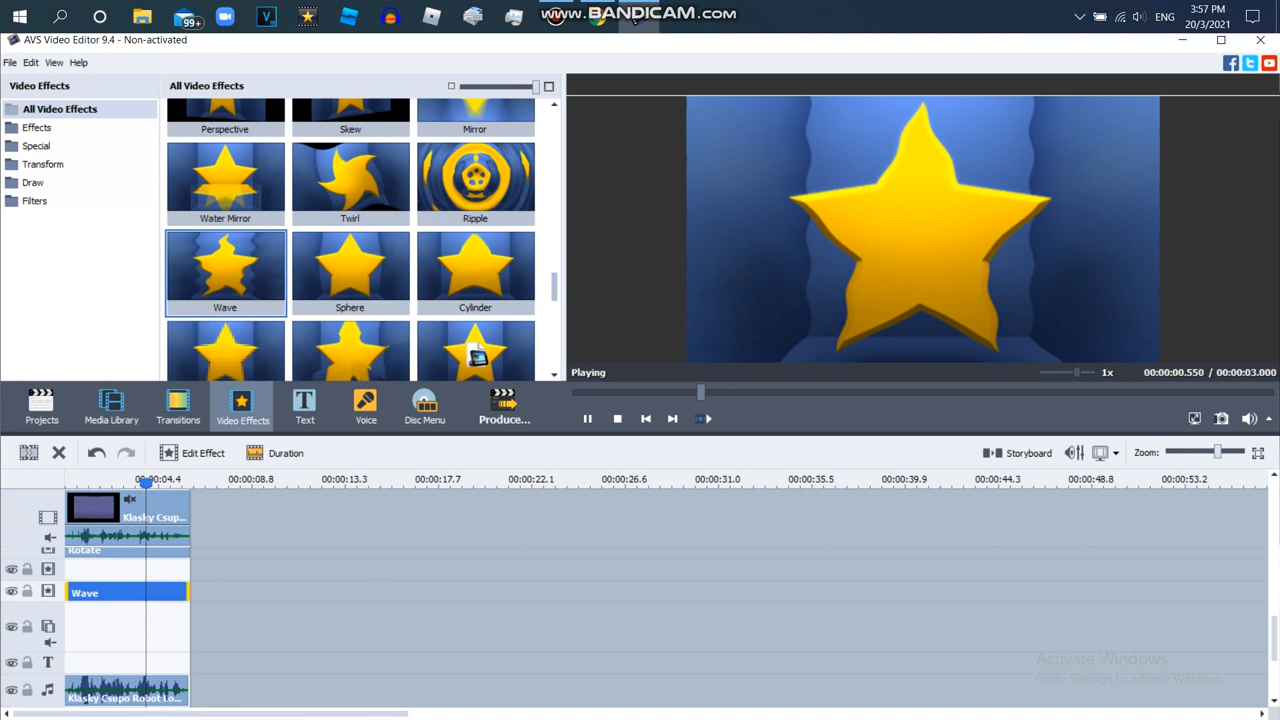 www.BANDICAM.com
99+
ENG
3:57 PM
20/3/2021
AVS Video Editor 9.4 - Non-activated
File Edit View Help
Video Effects
All Video Effects
Effects
Special
Transform
Draw
Filters
All Video Effects
Perspective
Skew
Mirror
Water Mirror
Twirl
Ripple
Wave
Sphere
Cylinder
Playing
1x
00:00:00.550 / 00:00:03.000
Projects
Media Library
Transitions
Video Effects
Text
Voice
Disc Menu
Produce...
Edit Effect
Duration
Storyboard
Zoom:
00:00:04.4 00:00:08.8 00:00:13.3 00:00:17.7 00:00:22.1 00:00:26.6 00:00:31.0 00:00:35.4 00:00:39.9 00:00:44.3 00:00:48.8 00:00:53.2
Klasky Csup...
Rotate
Wave
T
Klasky Csupo Robot Lo...
Activate Windows
Go to Settings to activate Windows.